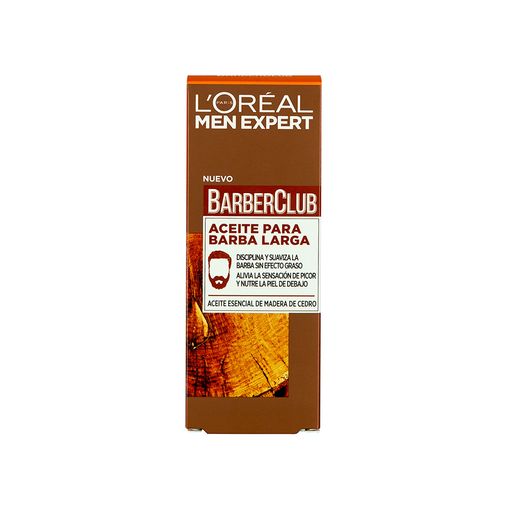 L'ORÉAL
PARIS
MEN EXPERT
NUEVO
BARBERCLUB
ACEITE PARA
BARBA LARGA
DISCIPLINA Y SUAVIZA LA
BARBA SIN EFECTO GRASO
ALIVIA LA SENSACIÓN DE PICOR
Y NUTRE LA PIEL DE DEBAJO
ACEITE ESENCIAL DE MADERA DE CEDRO